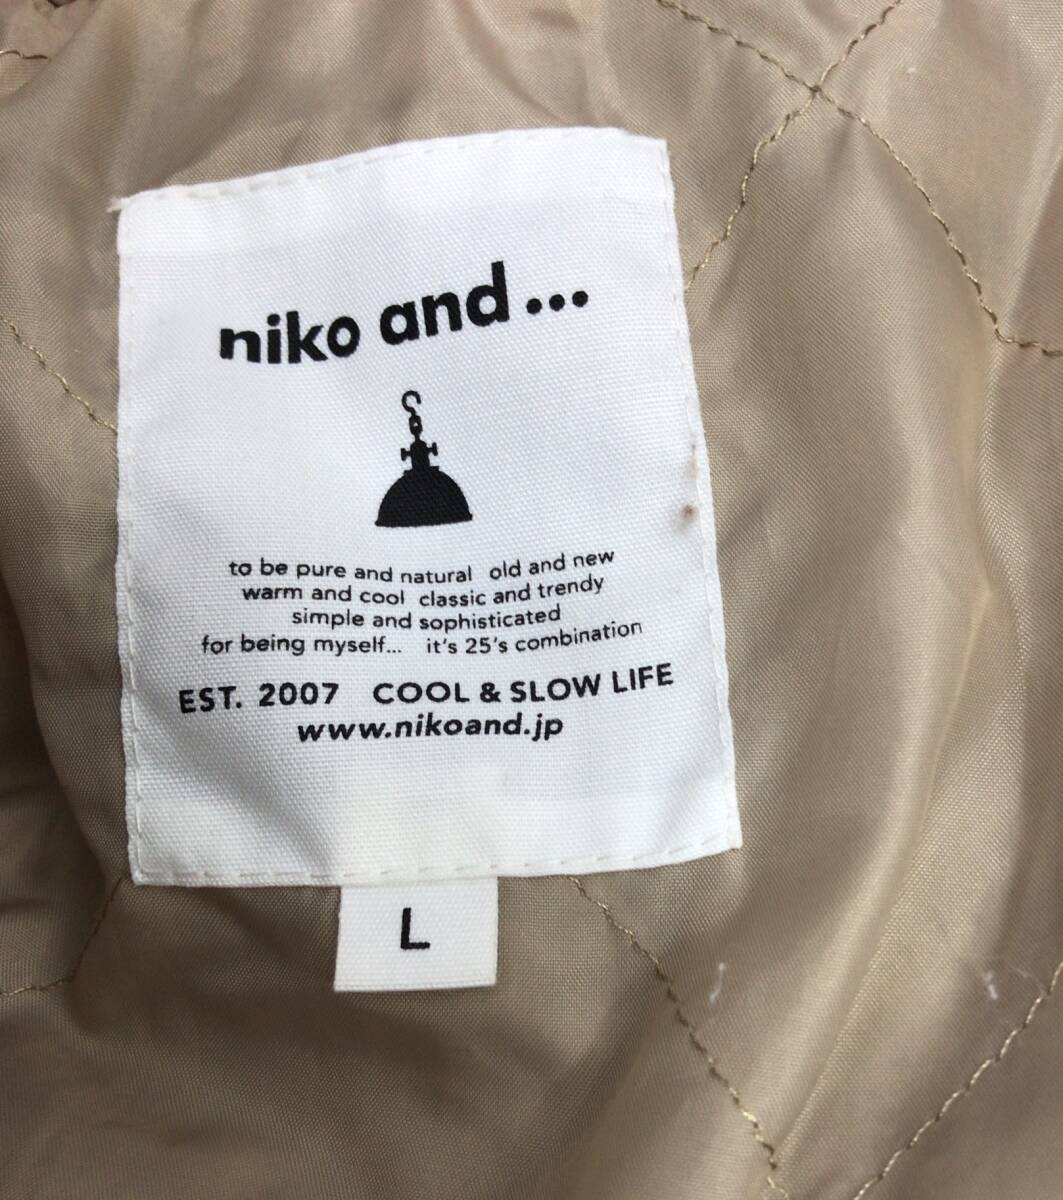 niko and...
to be pure and natural old and new
warm and cool classic and trendy
simple and sophisticated
for being myself... it's 25's combination
EST. 2007 COOL & SLOW LIFE
www.nikoand.jp
L